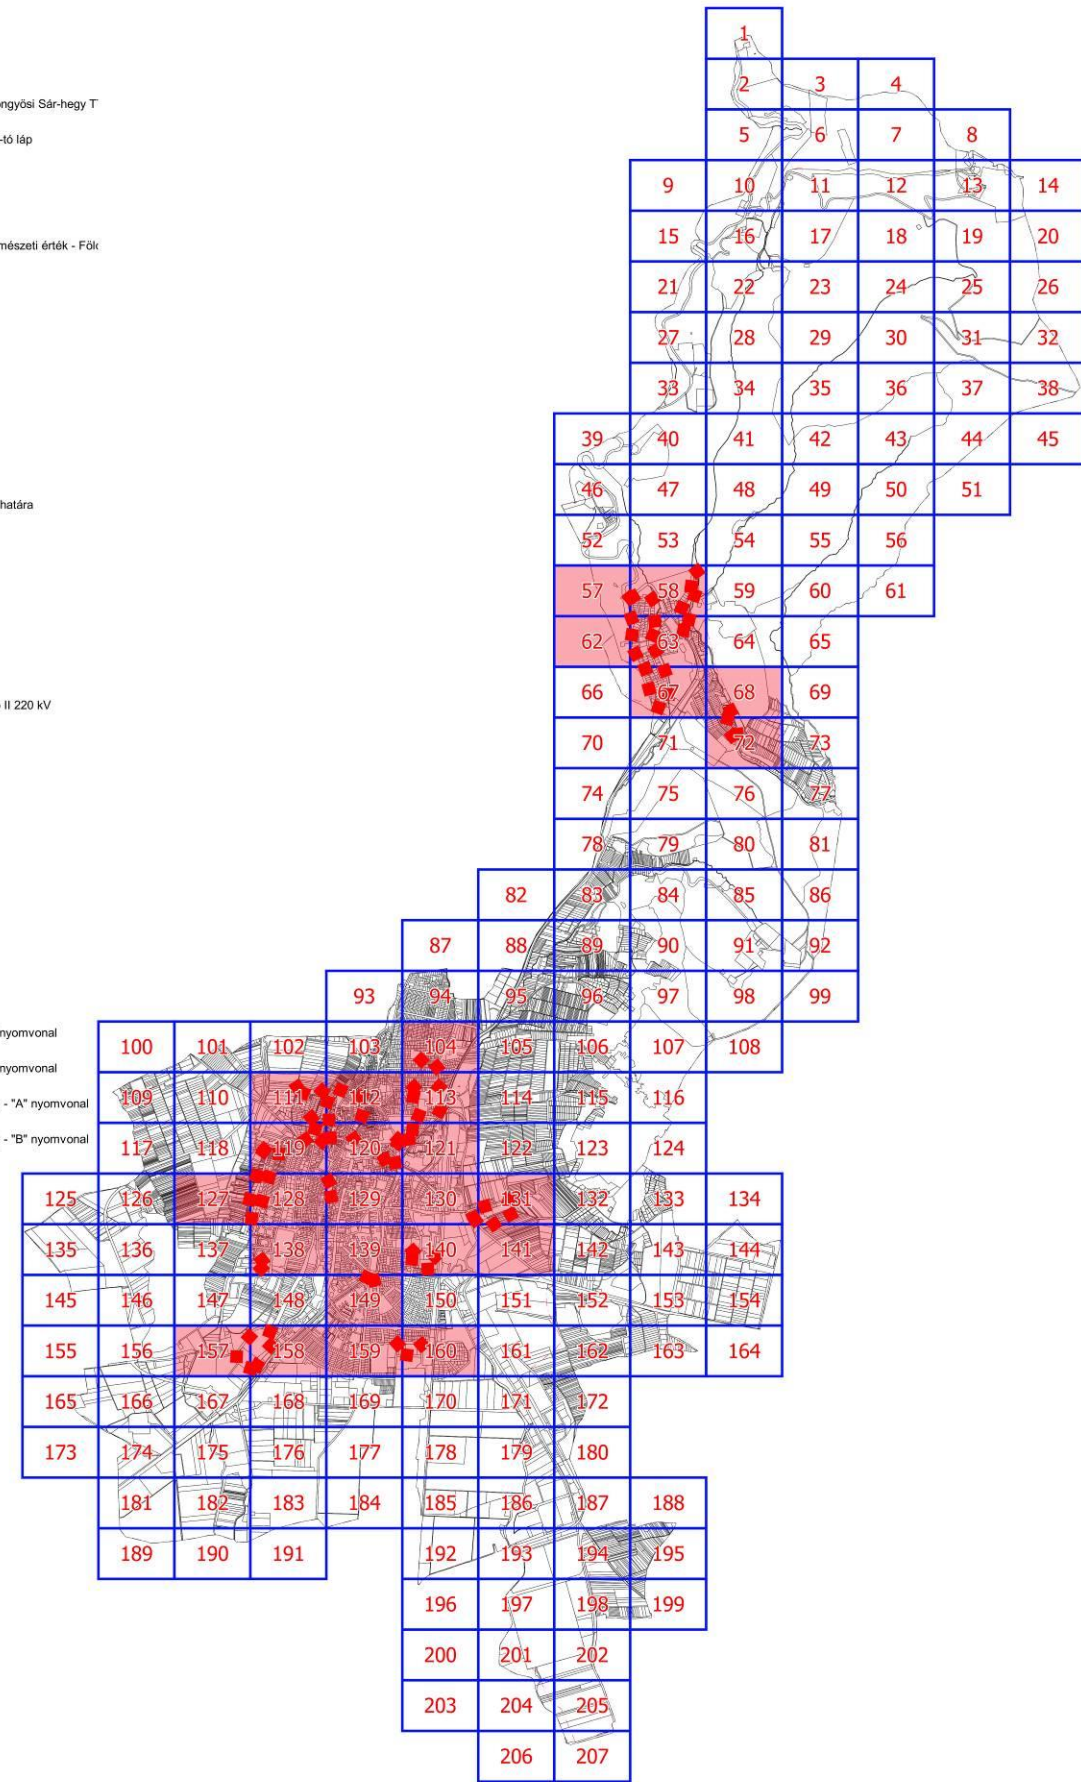 1
2 3 4
ngyösi Sár-hegy T
5 6 7 8
-tó láp
9 10 11 12 13 14
15 16 17 18 19 20
mészeti érték - Föl
21 22 23 24 25 26
27 28 29 30 31 32
33 34 35 36 37 38
39 40 41 42 43 44 45
46 47 48 49 50 51
határa
52 53 54 55 56
57 58 59 60 61
62 63 64 65
66 67 68 69
II 220 kV
70 71 72 73
74 75 76 77
78 79 80 81
82 83 84 85 86
87 88 89 90 91 92
93 94 95 96 97 98 99
nyomvonal
100 101 102 103 104 105 106 107 108
nyomvonal
109 110 111 112 113 114 115 116
- "A" nyomvonal
- "B" nyomvonal
117 118 119 120 121 122 123 124
125 126 127 128 129 130 131 132 133 134
135 136 137 138 139 140 141 142 143 144
145 146 147 148 149 150 151 152 153 154
155 156 157 158 159 160 161 162 163 164
165 166 167 168 169 170 171 172
173 174 175 176 177 178 179 180
181 182 183 184 185 186 187 188
189 190 191 192 193 194 195
196 197 198 199
200 201 202
203 204 205
206 207